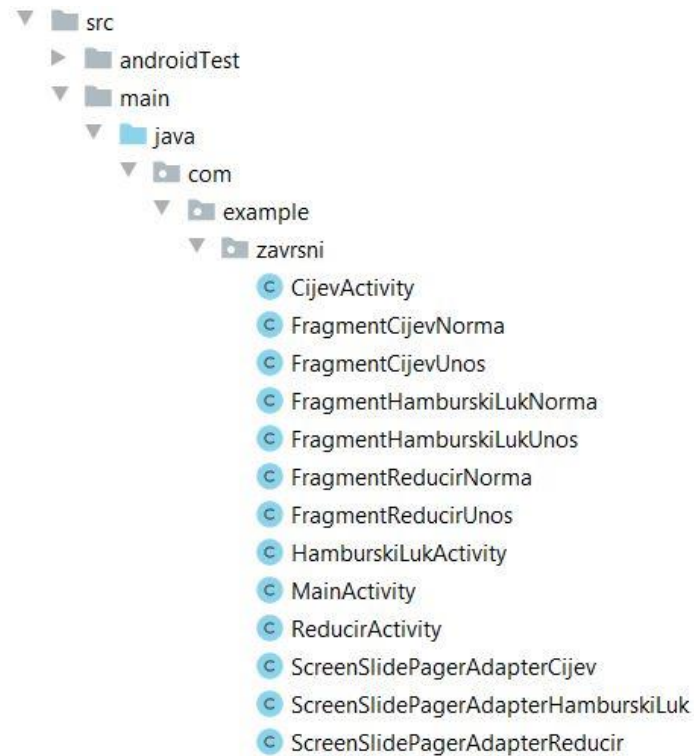 src
androidTest
main
java
com
example
zavrsni
C CijevActivity
C FragmentCijevNorma
C FragmentCijevUnos
C FragmentHamburskiLukNorma
C FragmentHamburskiLukUnos
C FragmentReducirNorma
C FragmentReducirUnos
C HamburskiLukActivity
C MainActivity
C ReducirActivity
C ScreenSlidePagerAdapterCijev
C ScreenSlidePagerAdapterHamburskiLuk
C ScreenSlidePagerAdapterReducir